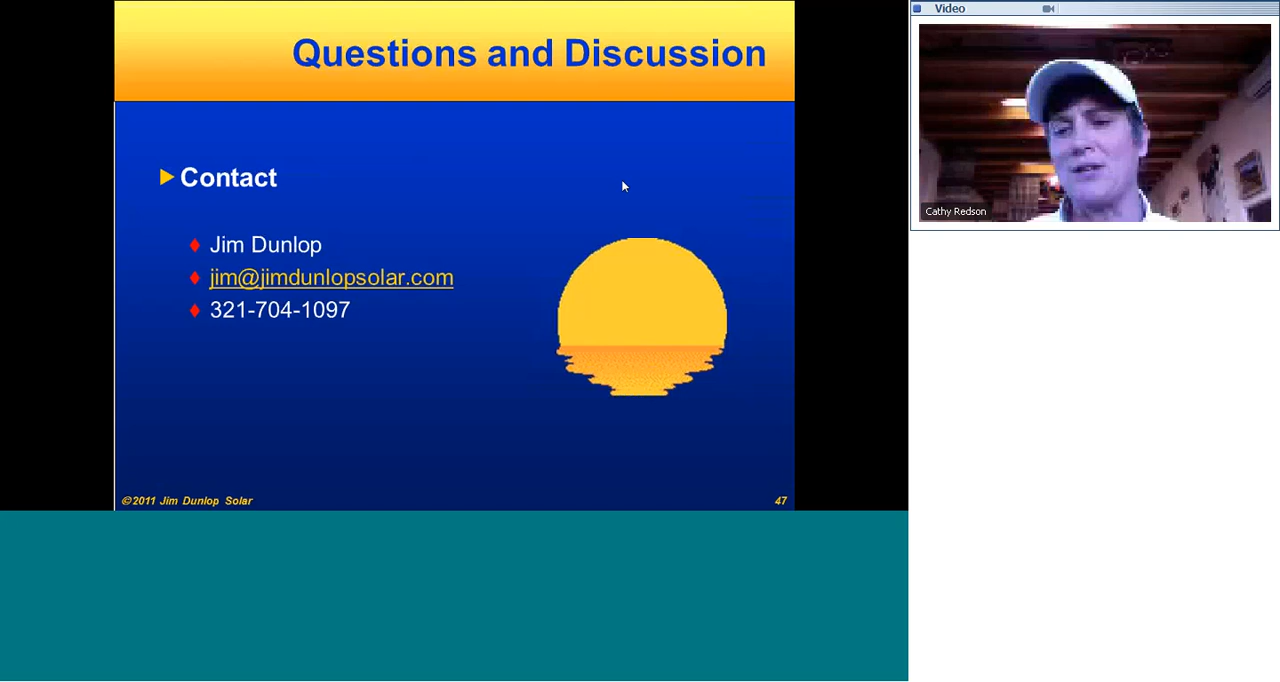 Questions and Discussion
Contact
Jim Dunlop
jim@jimdunlopsolar.com
321-704-1097
©2011 Jim Dunlop Solar
47
Video
Cathy Redson